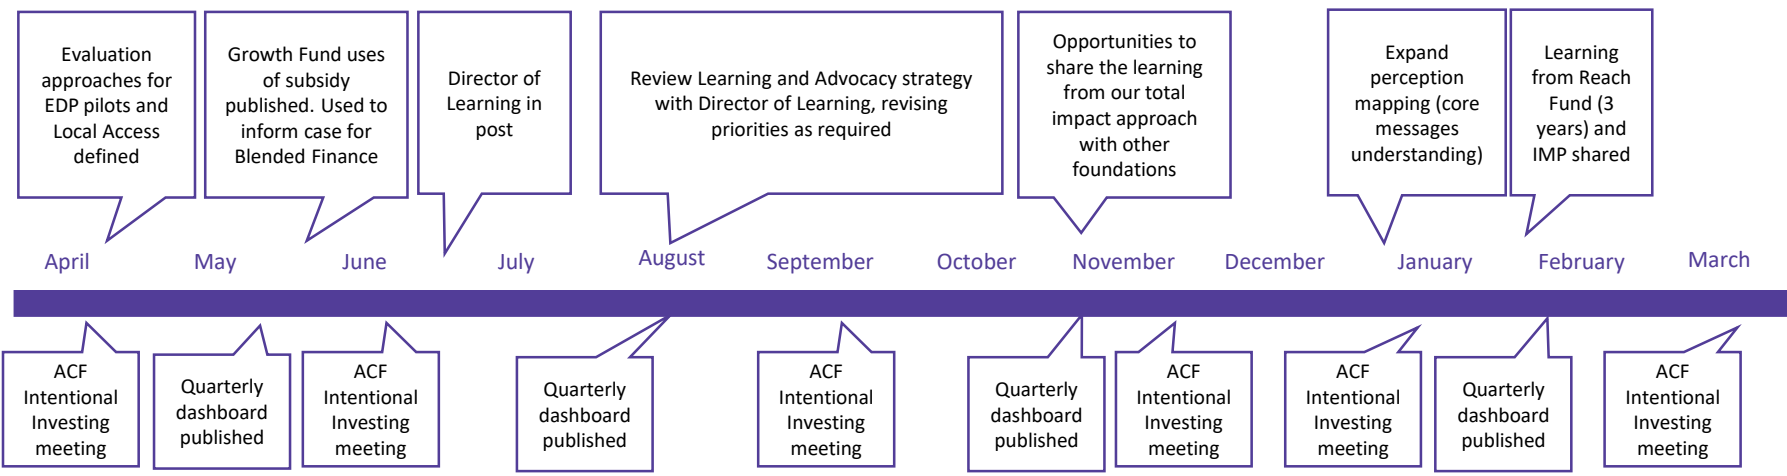 Evaluation
approaches for
EDP pilots and
Local Access
defined
Growth Fund uses
of subsidy
published. Used to
inform case for
Blended Finance
Director of
Learning in
post
Review Learning and Advocacy strategy
with Director of Learning, revising
priorities as required
Opportunities to
share the learning
from our total
impact approach
with other
foundations
Expand
perception
mapping (core
messages
understanding)
Learning
from Reach
Fund (3
years) and
IMP shared
April
May
June
July
August
September
October
November
December
January
February
March
ACF
Intentional
Investing
meeting
Quarterly
dashboard
published
ACF
Intentional
Investing
meeting
Quarterly
dashboard
published
ACF
Intentional
Investing
meeting
Quarterly
dashboard
published
ACF
Intentional
Investing
meeting
ACF
Intentional
Investing
meeting
Quarterly
dashboard
published
ACF
Intentional
Investing
meeting